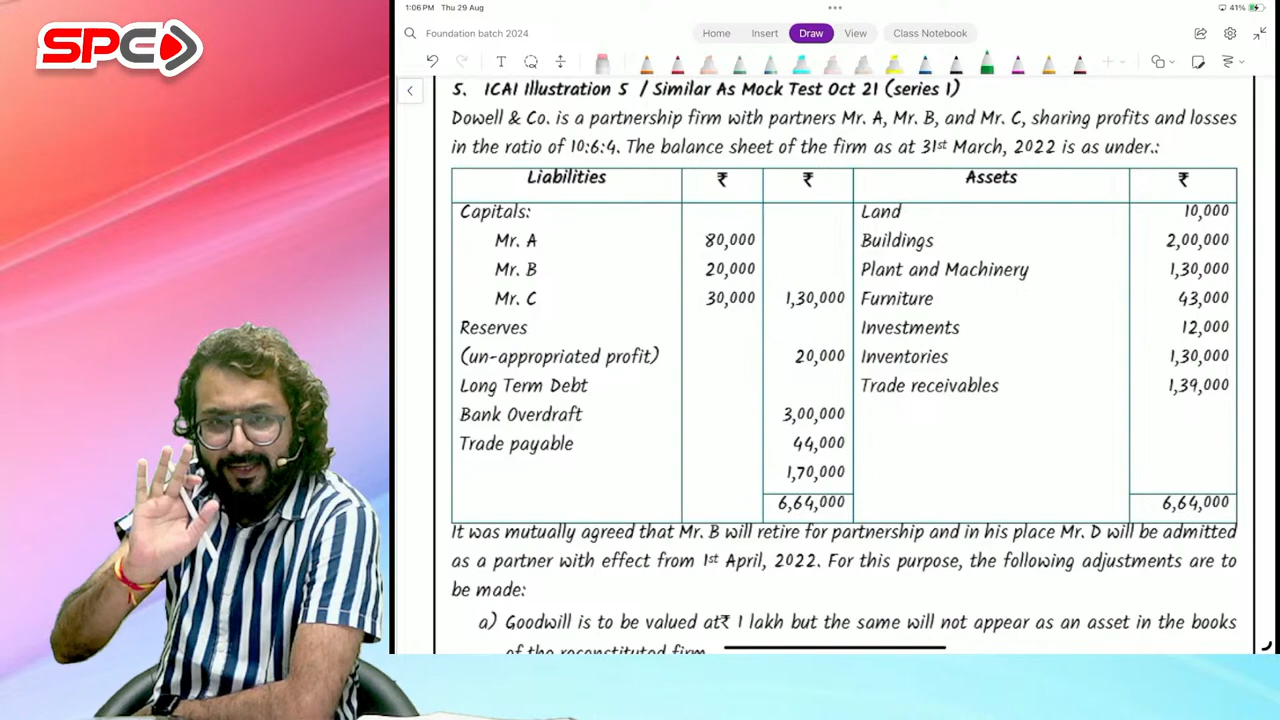 SPC
1:06 PM Thu 29 Aug
41%
Foundation batch 2024
Home Insert Draw View Class Notebook
5. ICAI Illustration 5 / Similar As Mock Test Oct 21 (series 1)
Dowell & Co. is a partnership firm with partners Mr. A, Mr. B, and Mr. C, sharing profits and losses
in the ratio of 10:6:4. The balance sheet of the firm as at 31st March, 2022 is as under.:
Liabilities ₹ ₹ Assets ₹
Capitals: Land 10,000
Mr. A 80,000 Buildings 2,00,000
Mr. B 20,000 Plant and Machinery 1,30,000
Mr. C 30,000 1,30,000 Furniture 43,000
Reserves Investments 12,000
(un-appropriated profit) 20,000 Inventories 1,30,000
Long Term Debt Trade receivables 1,39,000
Bank Overdraft 3,00,000
Trade payable 44,000
1,70,000
6,64,000 6,64,000
It was mutually agreed that Mr. B will retire for partnership and in his place Mr. D will be admitted
as a partner with effect from 1st April, 2022. For this purpose, the following adjustments are to
be made:
a) Goodwill is to be valued at₹ 1 lakh but the same will not appear as an asset in the books
of the reconstituted firm.